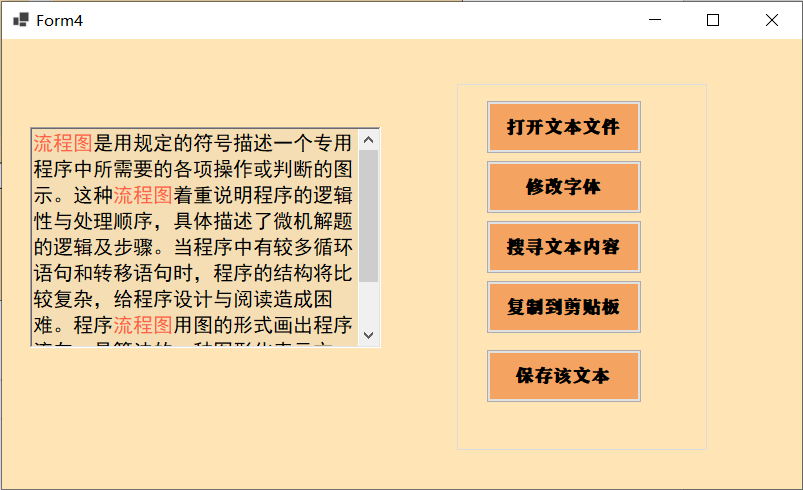 Form4
流程图是用规定的符号描述一个专用
程序中所需要的各项操作或判断的图
示。这种流程图着重说明程序的逻辑
性与处理顺序，具体描述了微机解题
的逻辑及步骤。当程序中有较多循环
语句和转移语句时，程序的结构将比
较复杂，给程序设计与阅读造成困
难。程序流程图用图的形式画出程序
打开文本文件
修改字体
搜寻文本内容
复制到剪贴板
保存该文本